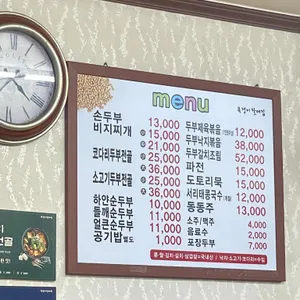 menu
손두부 13,000
비지찌개
코다리두부전골 25,000
36,000
소고기두부전골 25,000
하얀순두부 10,000
들깨순두부 11,000
얼큰순두부 11,000
공기밥 별도 1,000
두부제육볶음 12,000
두부낙지볶음 38,000
두부갈치조림 52,000
파전 15,000
도토리묵 15,000
서리태콩국수 12,000
동동주 13,000
소주/맥주 4,000
음료수 2,000
포장두부 7,000